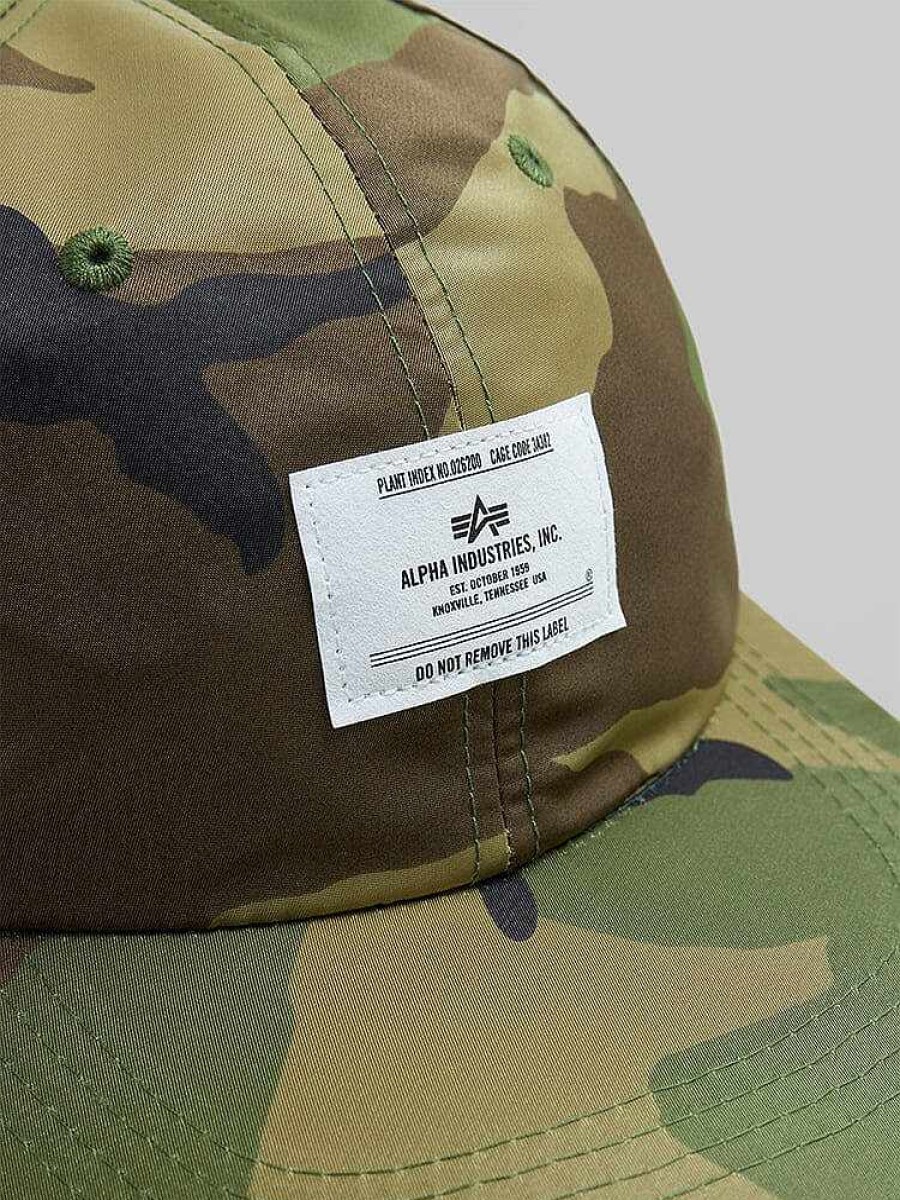 PLANT INDEX NO.026200 CAGE CODE 3A3J2
ALPHA INDUSTRIES, INC.
EST. OCTOBER 1959
KNOXVILLE, TENNESSEE USA
®
DO NOT REMOVE THIS LABEL